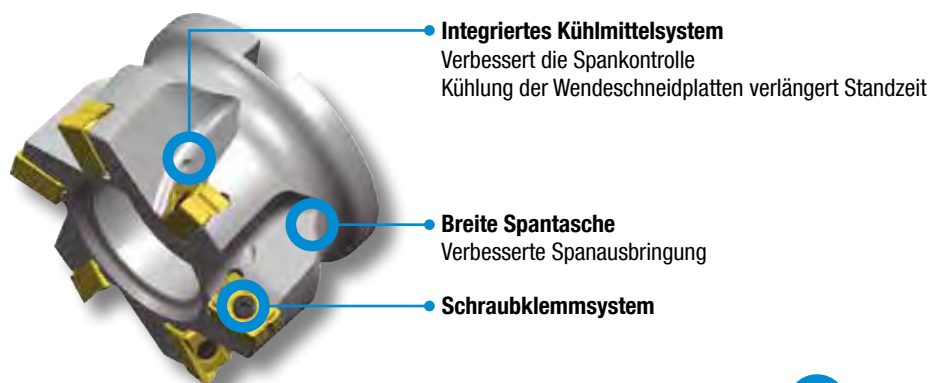 Integriertes Kühlmittelsystem
Verbessert die Spankontrolle
Kühlung der Wendeschneidplatten verlängert Standzeit
Breite Spantasche
Verbesserte Spanausbringung
Schraubklemmsystem